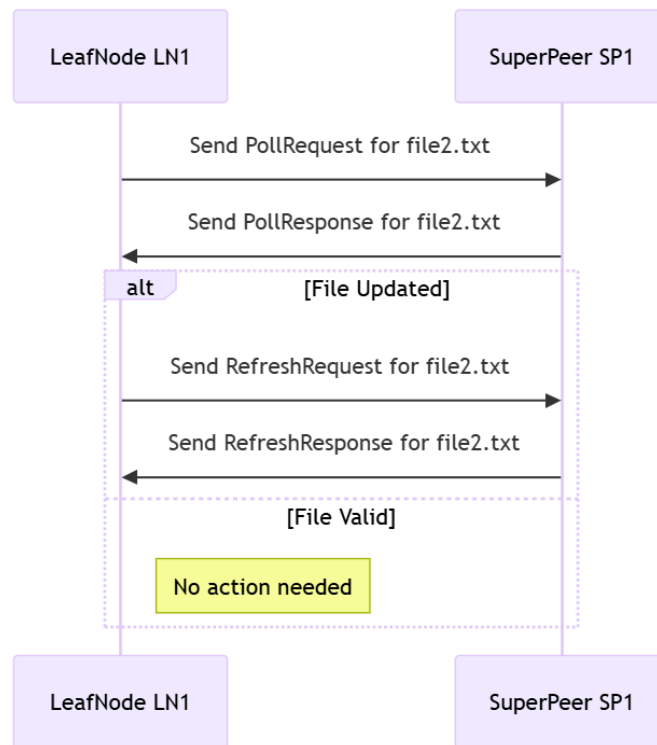 LeafNode LN1
SuperPeer SP1
Send PollRequest for file2.txt
Send PollResponse for file2.txt
alt
[File Updated]
Send RefreshRequest for file2.txt
Send RefreshResponse for file2.txt
[File Valid]
No action needed
LeafNode LN1
SuperPeer SP1